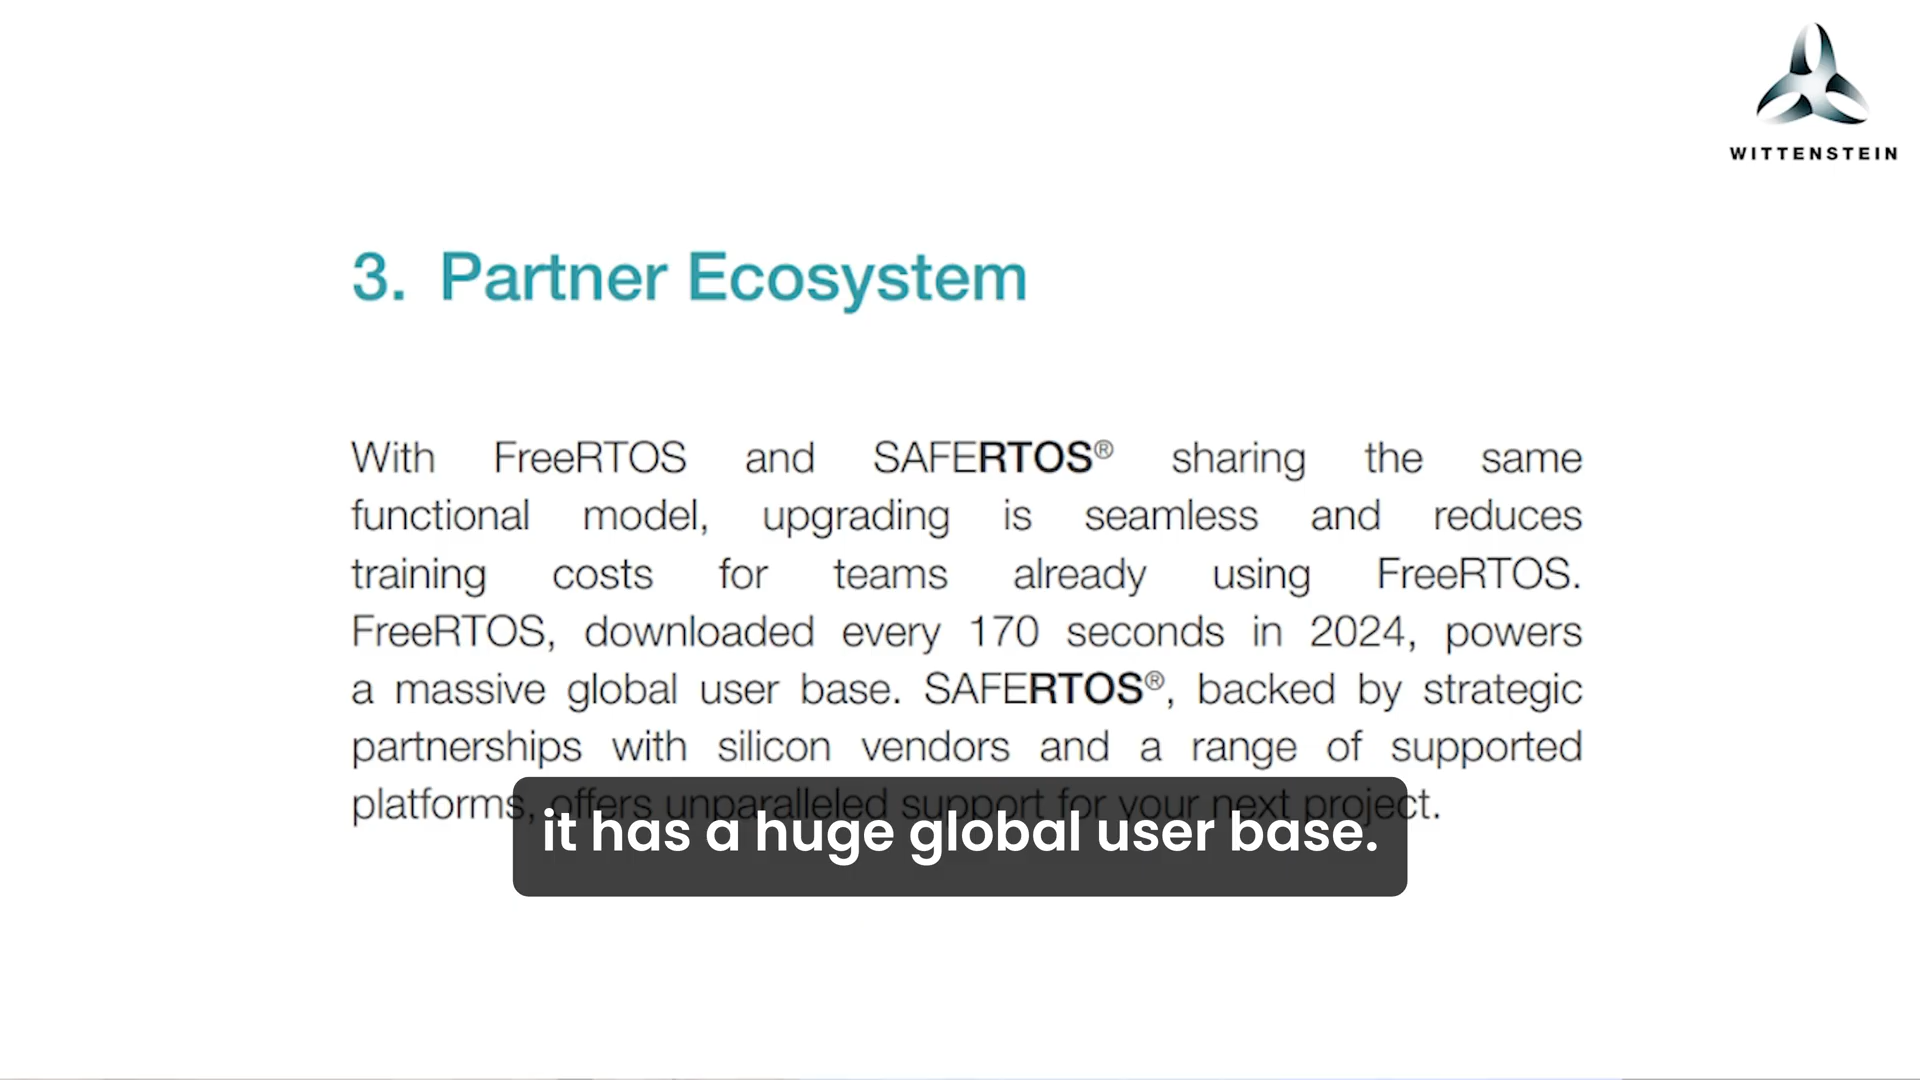 WITTENSTEIN
3. Partner Ecosystem
With FreeRTOS and SAFERTOS® sharing the same
functional model, upgrading is seamless and reduces
training costs for teams already using FreeRTOS.
FreeRTOS, downloaded every 170 seconds in 2024, powers
a massive global user base. SAFERTOS®, backed by strategic
partnerships with silicon vendors and a range of supported
platforms, offers unparalleled support for your next project.
it has a huge global user base.